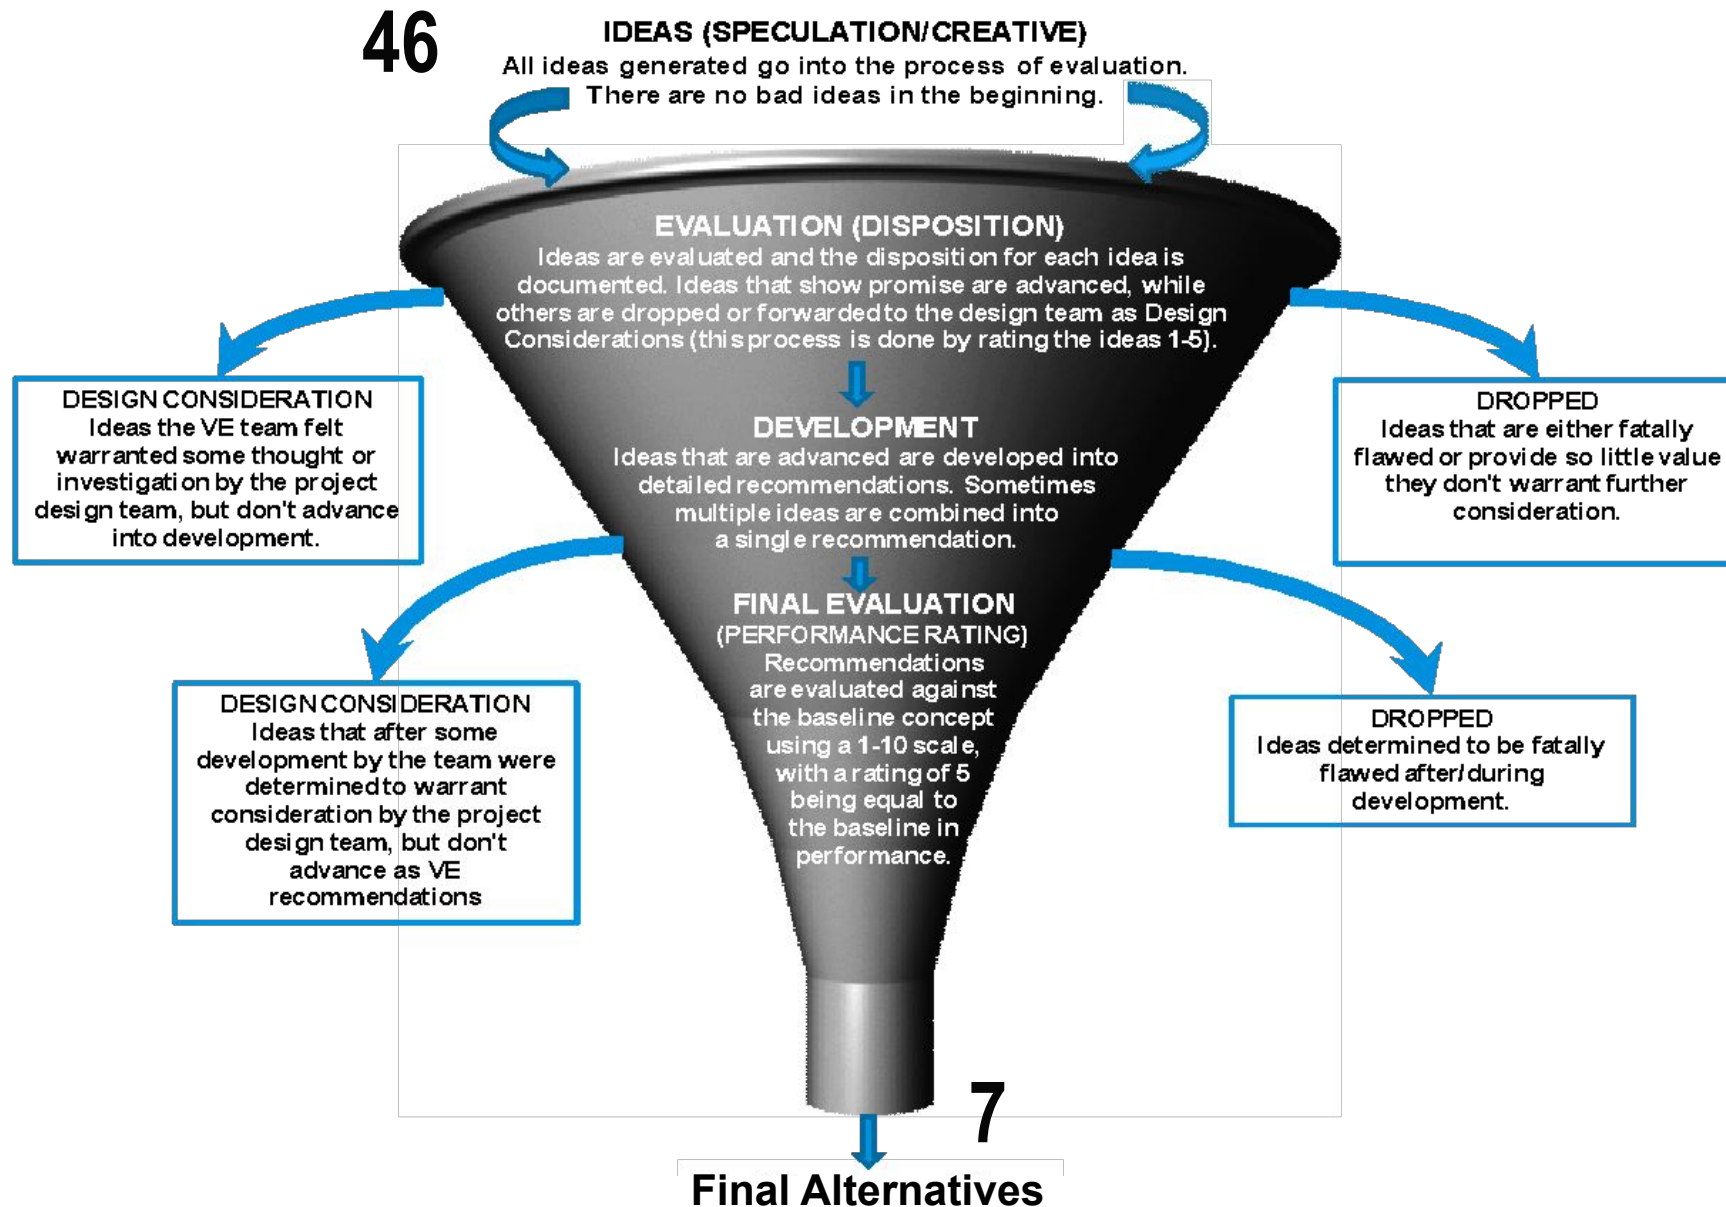 46
IDEAS (SPECULATION/CREATIVE)
All ideas generated go into the process of evaluation.
There are no bad ideas in the beginning.
EVALUATION (DISPOSITION)
Ideas are evaluated and the disposition for each idea is
documented. Ideas that show promise are advanced, while
others are dropped or forwarded to the design team as Design
Considerations (this process is done by rating the ideas 1-5).
DESIGN CONSIDERATION
Ideas the VE team felt
warranted some thought or
investigation by the project
design team, but don't advance
into development.
DROPPED
Ideas that are either fatally
flawed or provide so little value
they don't warrant further
consideration.
DEVELOPMENT
Ideas that are advanced are developed into
detailed recommendations. Sometimes
multiple ideas are combined into
a single recommendation.
DESIGN CONSIDERATION
Ideas that after some
development by the team were
determined to warrant
consideration by the project
design team, but don't
advance as VE
recommendations
FINAL EVALUATION
(PERFORMANCE RATING)
Recommendations
are evaluated against
the baseline concept
using a 1-10 scale,
with a rating of 5
being equal to
the baseline in
performance.
DROPPED
Ideas determined to be fatally
flawed after/during
development.
7
Final Alternatives